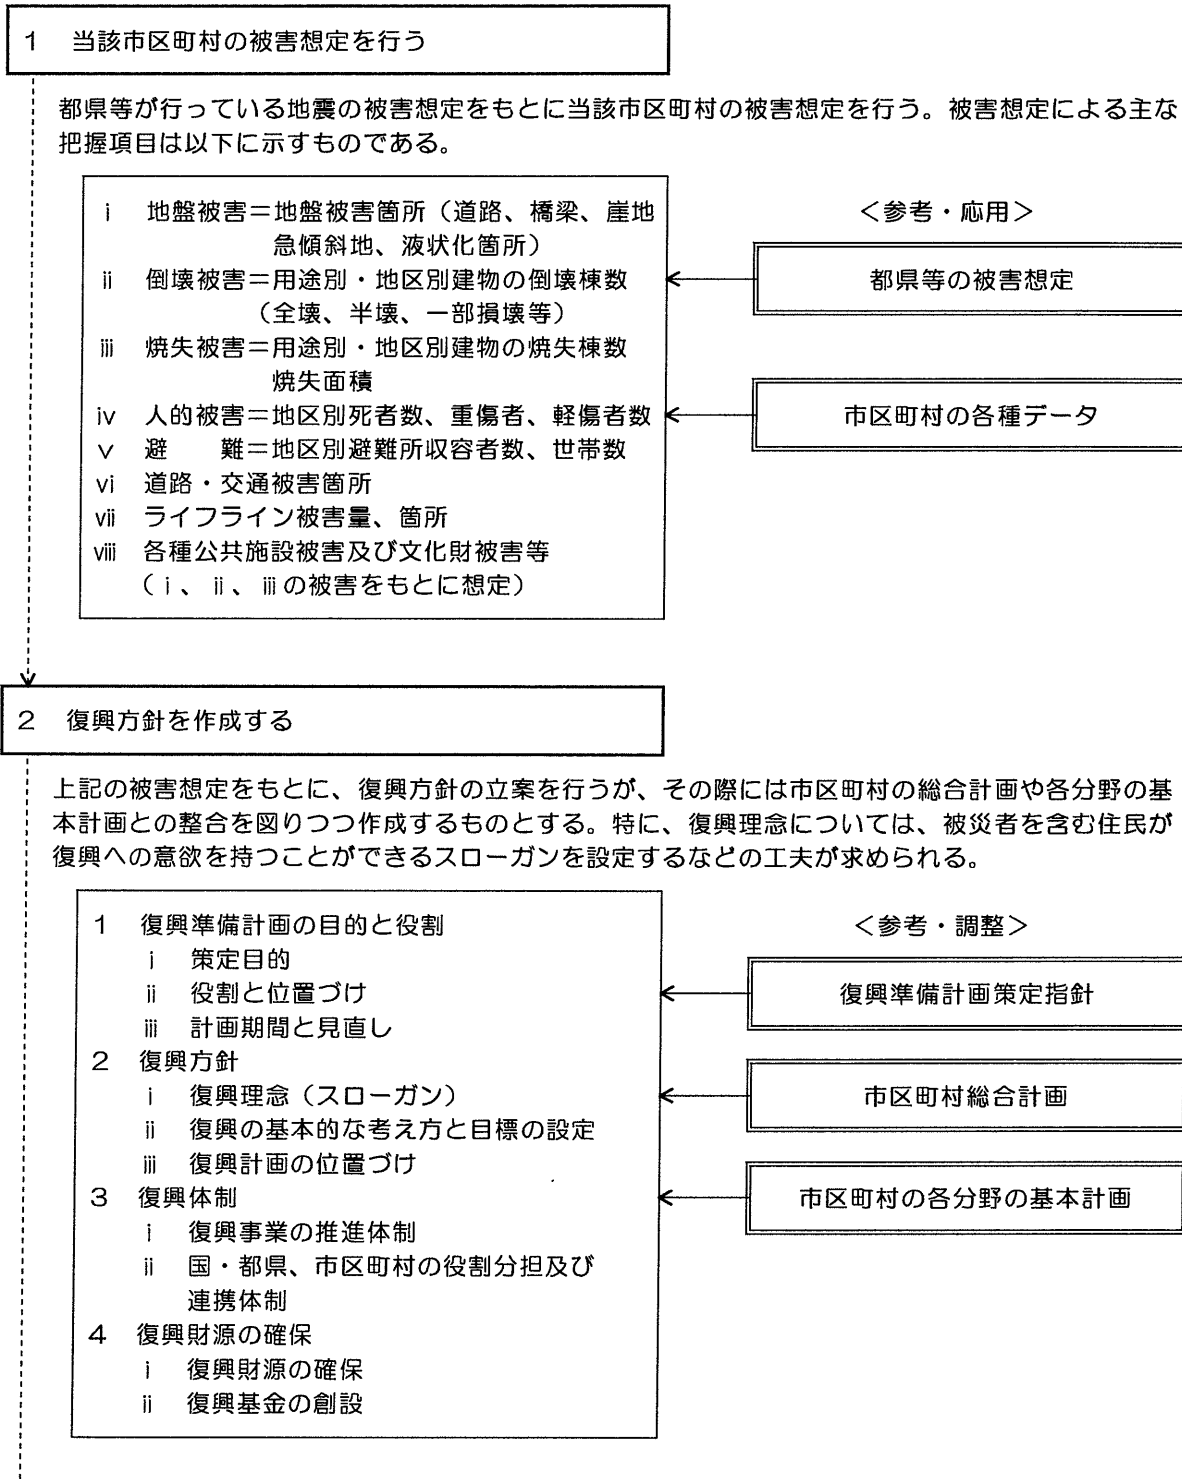 1 当該市区町村の被害想定を行う
都県等が行っている地震の被害想定をもとに当該市区町村の被害想定を行う。被害想定による主な
把握項目は以下に示すものである。
ⅰ 地盤被害＝地盤被害箇所（道路、橋梁、崖地
急傾斜地、液状化箇所）
ⅱ 倒壊被害＝用途別・地区別建物の倒壊棟数
（全壊、半壊、一部損壊等）
ⅲ 焼失被害＝用途別・地区別建物の焼失棟数
焼失面積
ⅳ 人的被害＝地区別死者数、重傷者、軽傷者数
ⅴ 避　難＝地区別避難所収容者数、世帯数
ⅵ 道路・交通被害箇所
ⅶ ライフライン被害量、箇所
ⅷ 各種公共施設被害及び文化財被害等
（ⅰ、ⅱ、ⅲの被害をもとに想定）
＜参考・応用＞
都県等の被害想定
市区町村の各種データ
2 復興方針を作成する
上記の被害想定をもとに、復興方針の立案を行うが、その際には市区町村の総合計画や各分野の基
本計画との整合を図りつつ作成するものとする。特に、復興理念については、被災者を含む住民が
復興への意欲を持つことができるスローガンを設定するなどの工夫が求められる。
1 復興準備計画の目的と役割
ⅰ 策定目的
ⅱ 役割と位置づけ
ⅲ 計画期間と見直し
2 復興方針
ⅰ 復興理念（スローガン）
ⅱ 復興の基本的な考え方と目標の設定
ⅲ 復興計画の位置づけ
3 復興体制
ⅰ 復興事業の推進体制
ⅱ 国・都県、市区町村の役割分担及び
連携体制
4 復興財源の確保
ⅰ 復興財源の確保
ⅱ 復興基金の創設
＜参考・調整＞
復興準備計画策定指針
市区町村総合計画
市区町村の各分野の基本計画